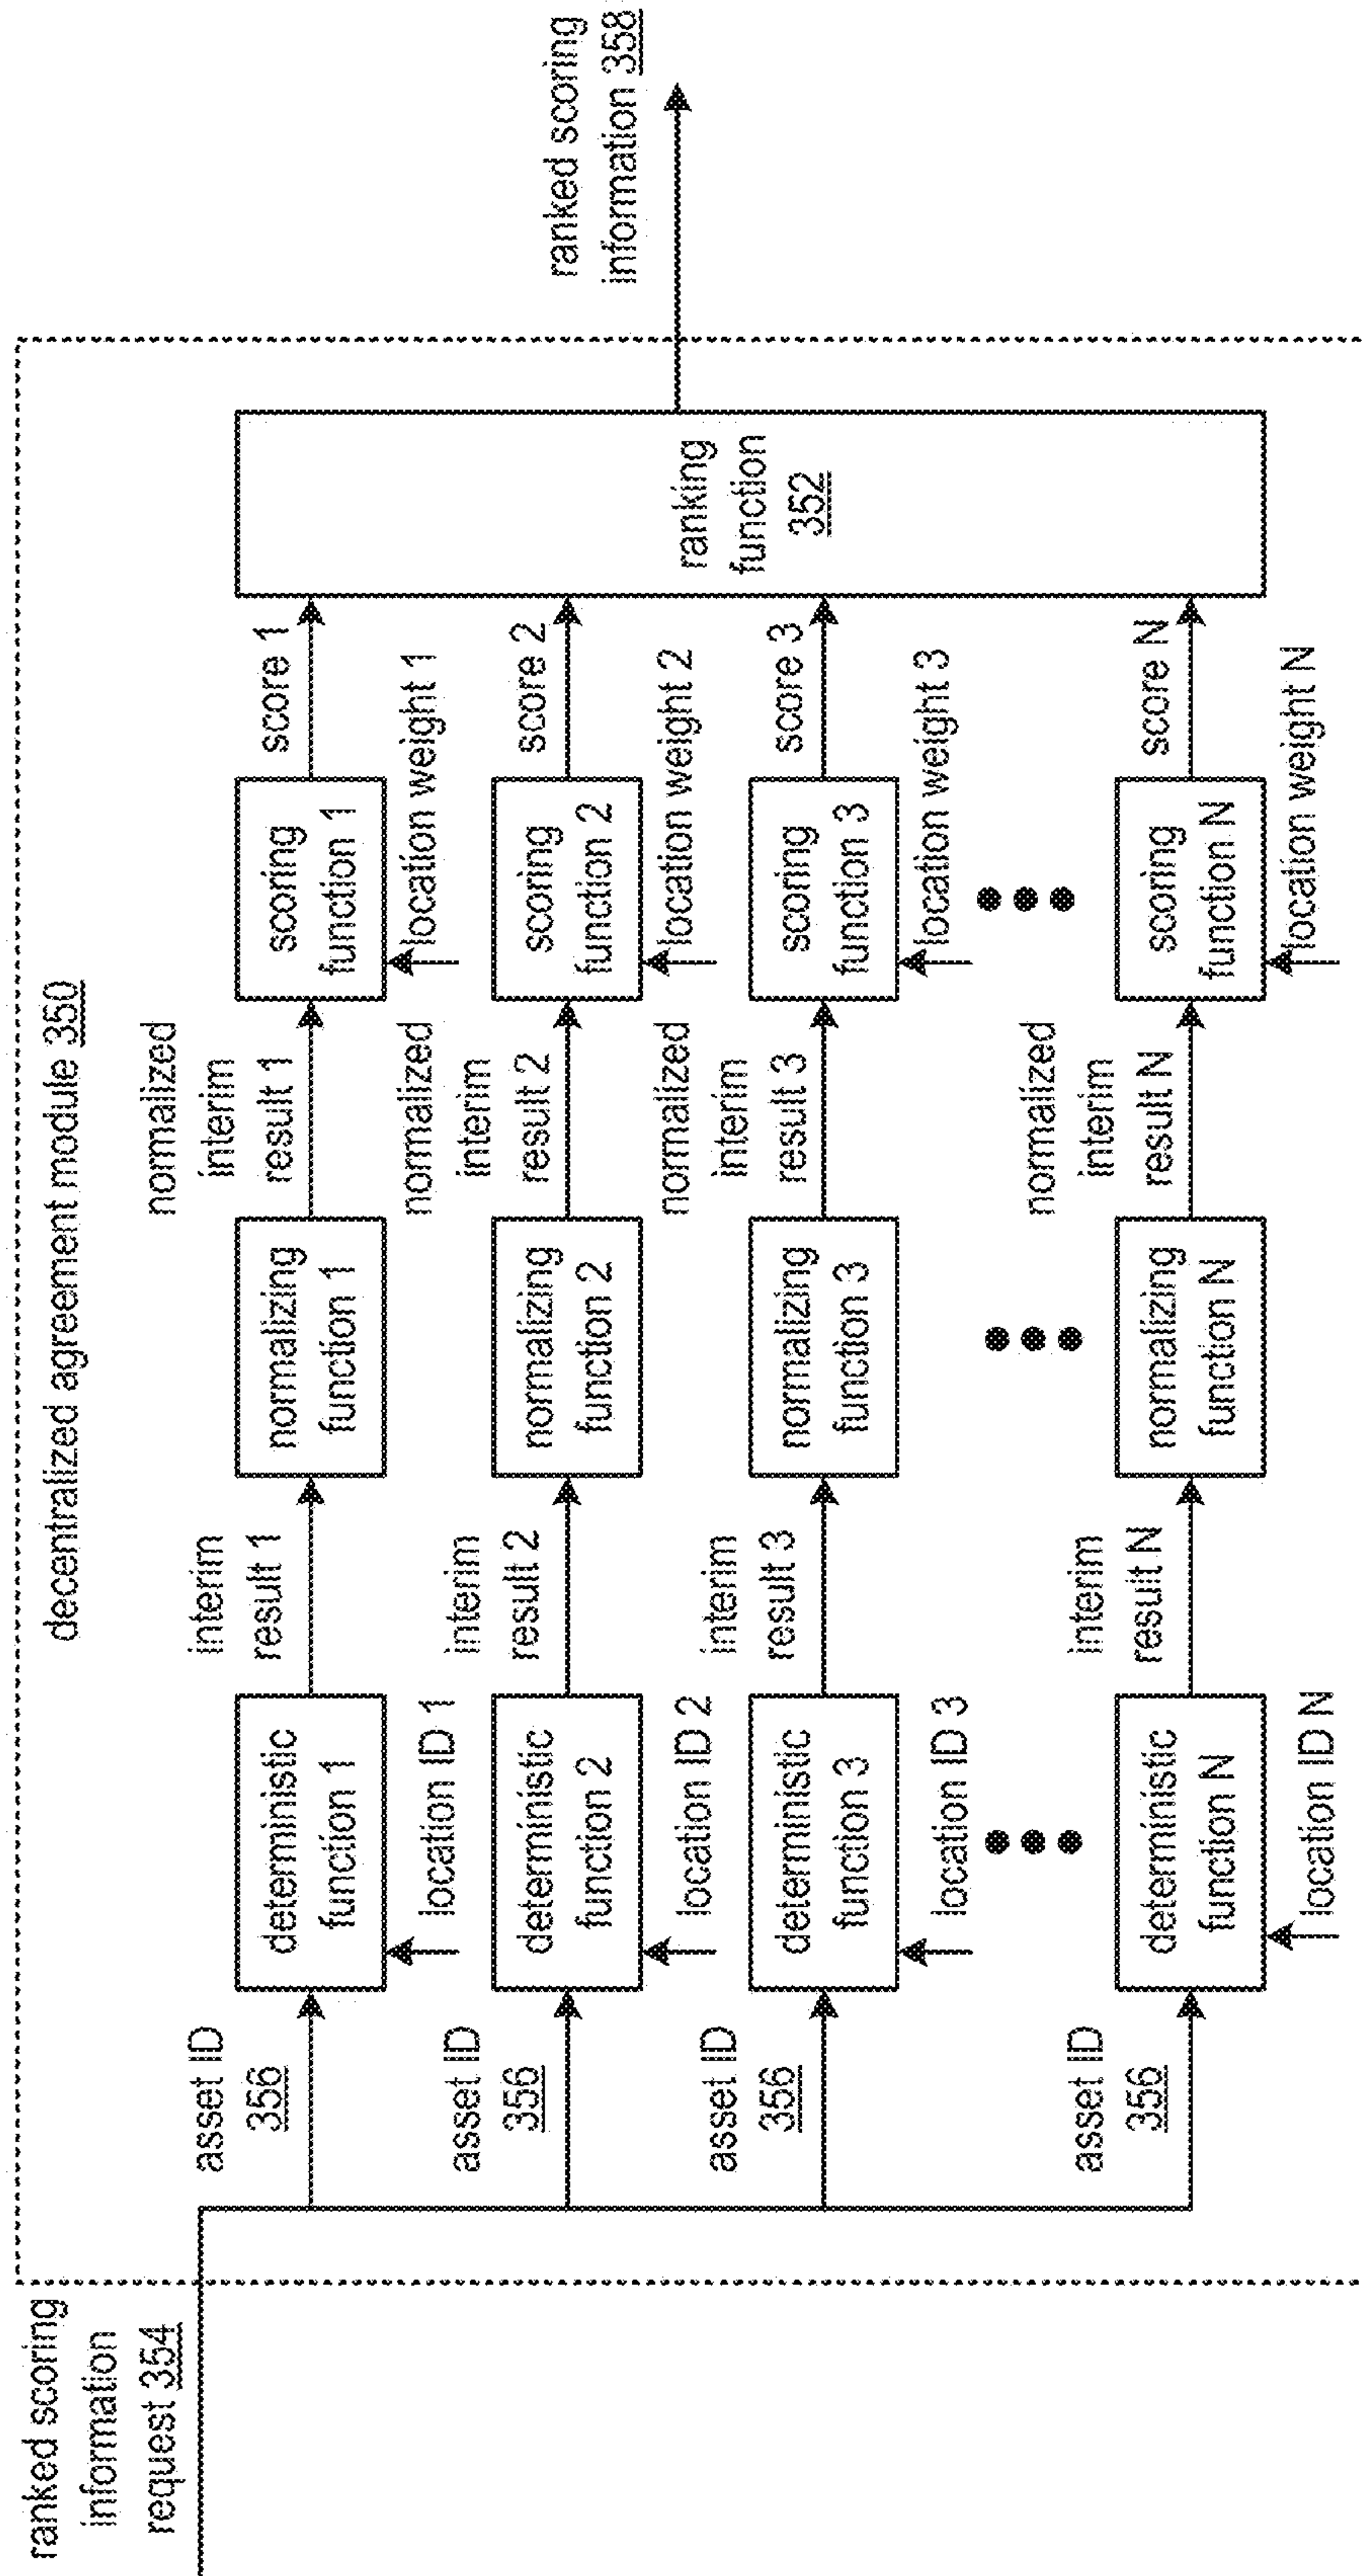 decentralized agreement module 350
ranked scoring
information
request 354
asset ID
356
deterministic
function 1
location ID 1
interim
result 1
normalizing
function 1
normalized
interim
result 1
scoring
function 1
location weight 1
score 1
asset ID
356
deterministic
function 2
location ID 2
interim
result 2
normalizing
function 2
normalized
interim
result 2
scoring
function 2
location weight 2
score 2
asset ID
356
deterministic
function 3
location ID 3
interim
result 3
normalizing
function 3
normalized
interim
result 3
scoring
function 3
location weight 3
score 3
asset ID
356
deterministic
function N
location ID N
interim
result N
normalizing
function N
normalized
interim
result N
scoring
function N
location weight N
score N
ranking
function
352
ranked scoring
information 358